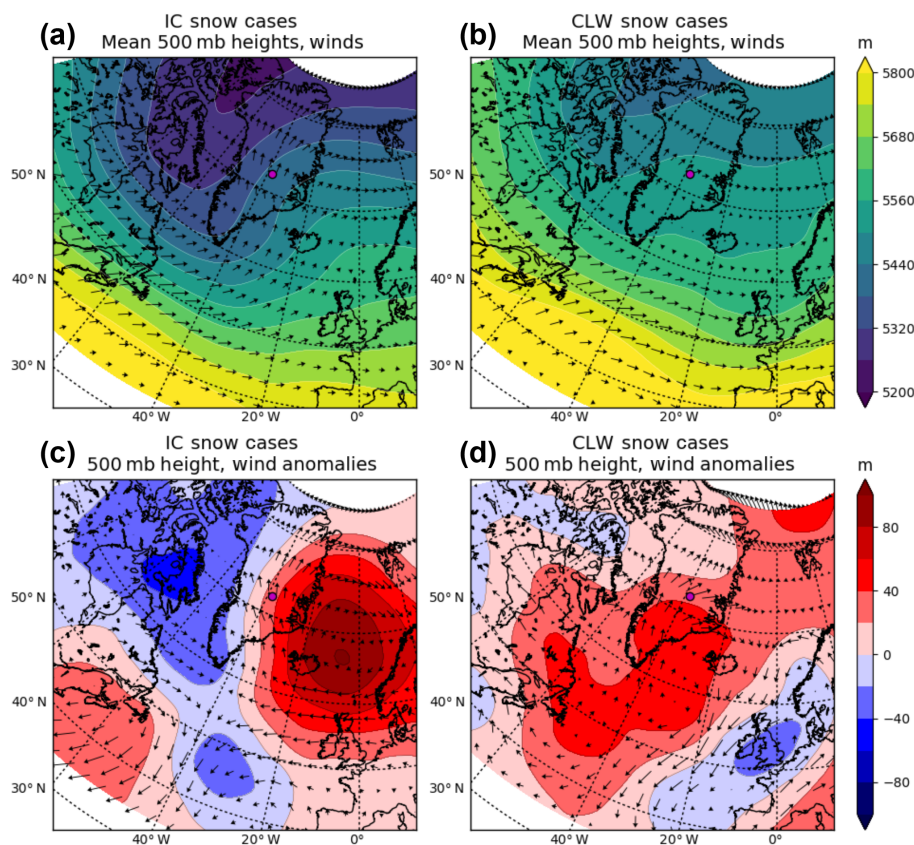 (a)
IC snow cases
Mean 500 mb heights, winds
50° N
40° N
30° N
40° W
20° W
0°
(b)
CLW snow cases
Mean 500 mb heights, winds
50° N
40° N
30° N
40° W
20° W
0°
m
5800
5680
5560
5440
5320
5200
(c)
IC snow cases
500 mb height, wind anomalies
50° N
40° N
30° N
40° W
20° W
0°
(d)
CLW snow cases
500 mb height, wind anomalies
50° N
40° N
30° N
40° W
20° W
0°
m
80
40
0
−40
−80